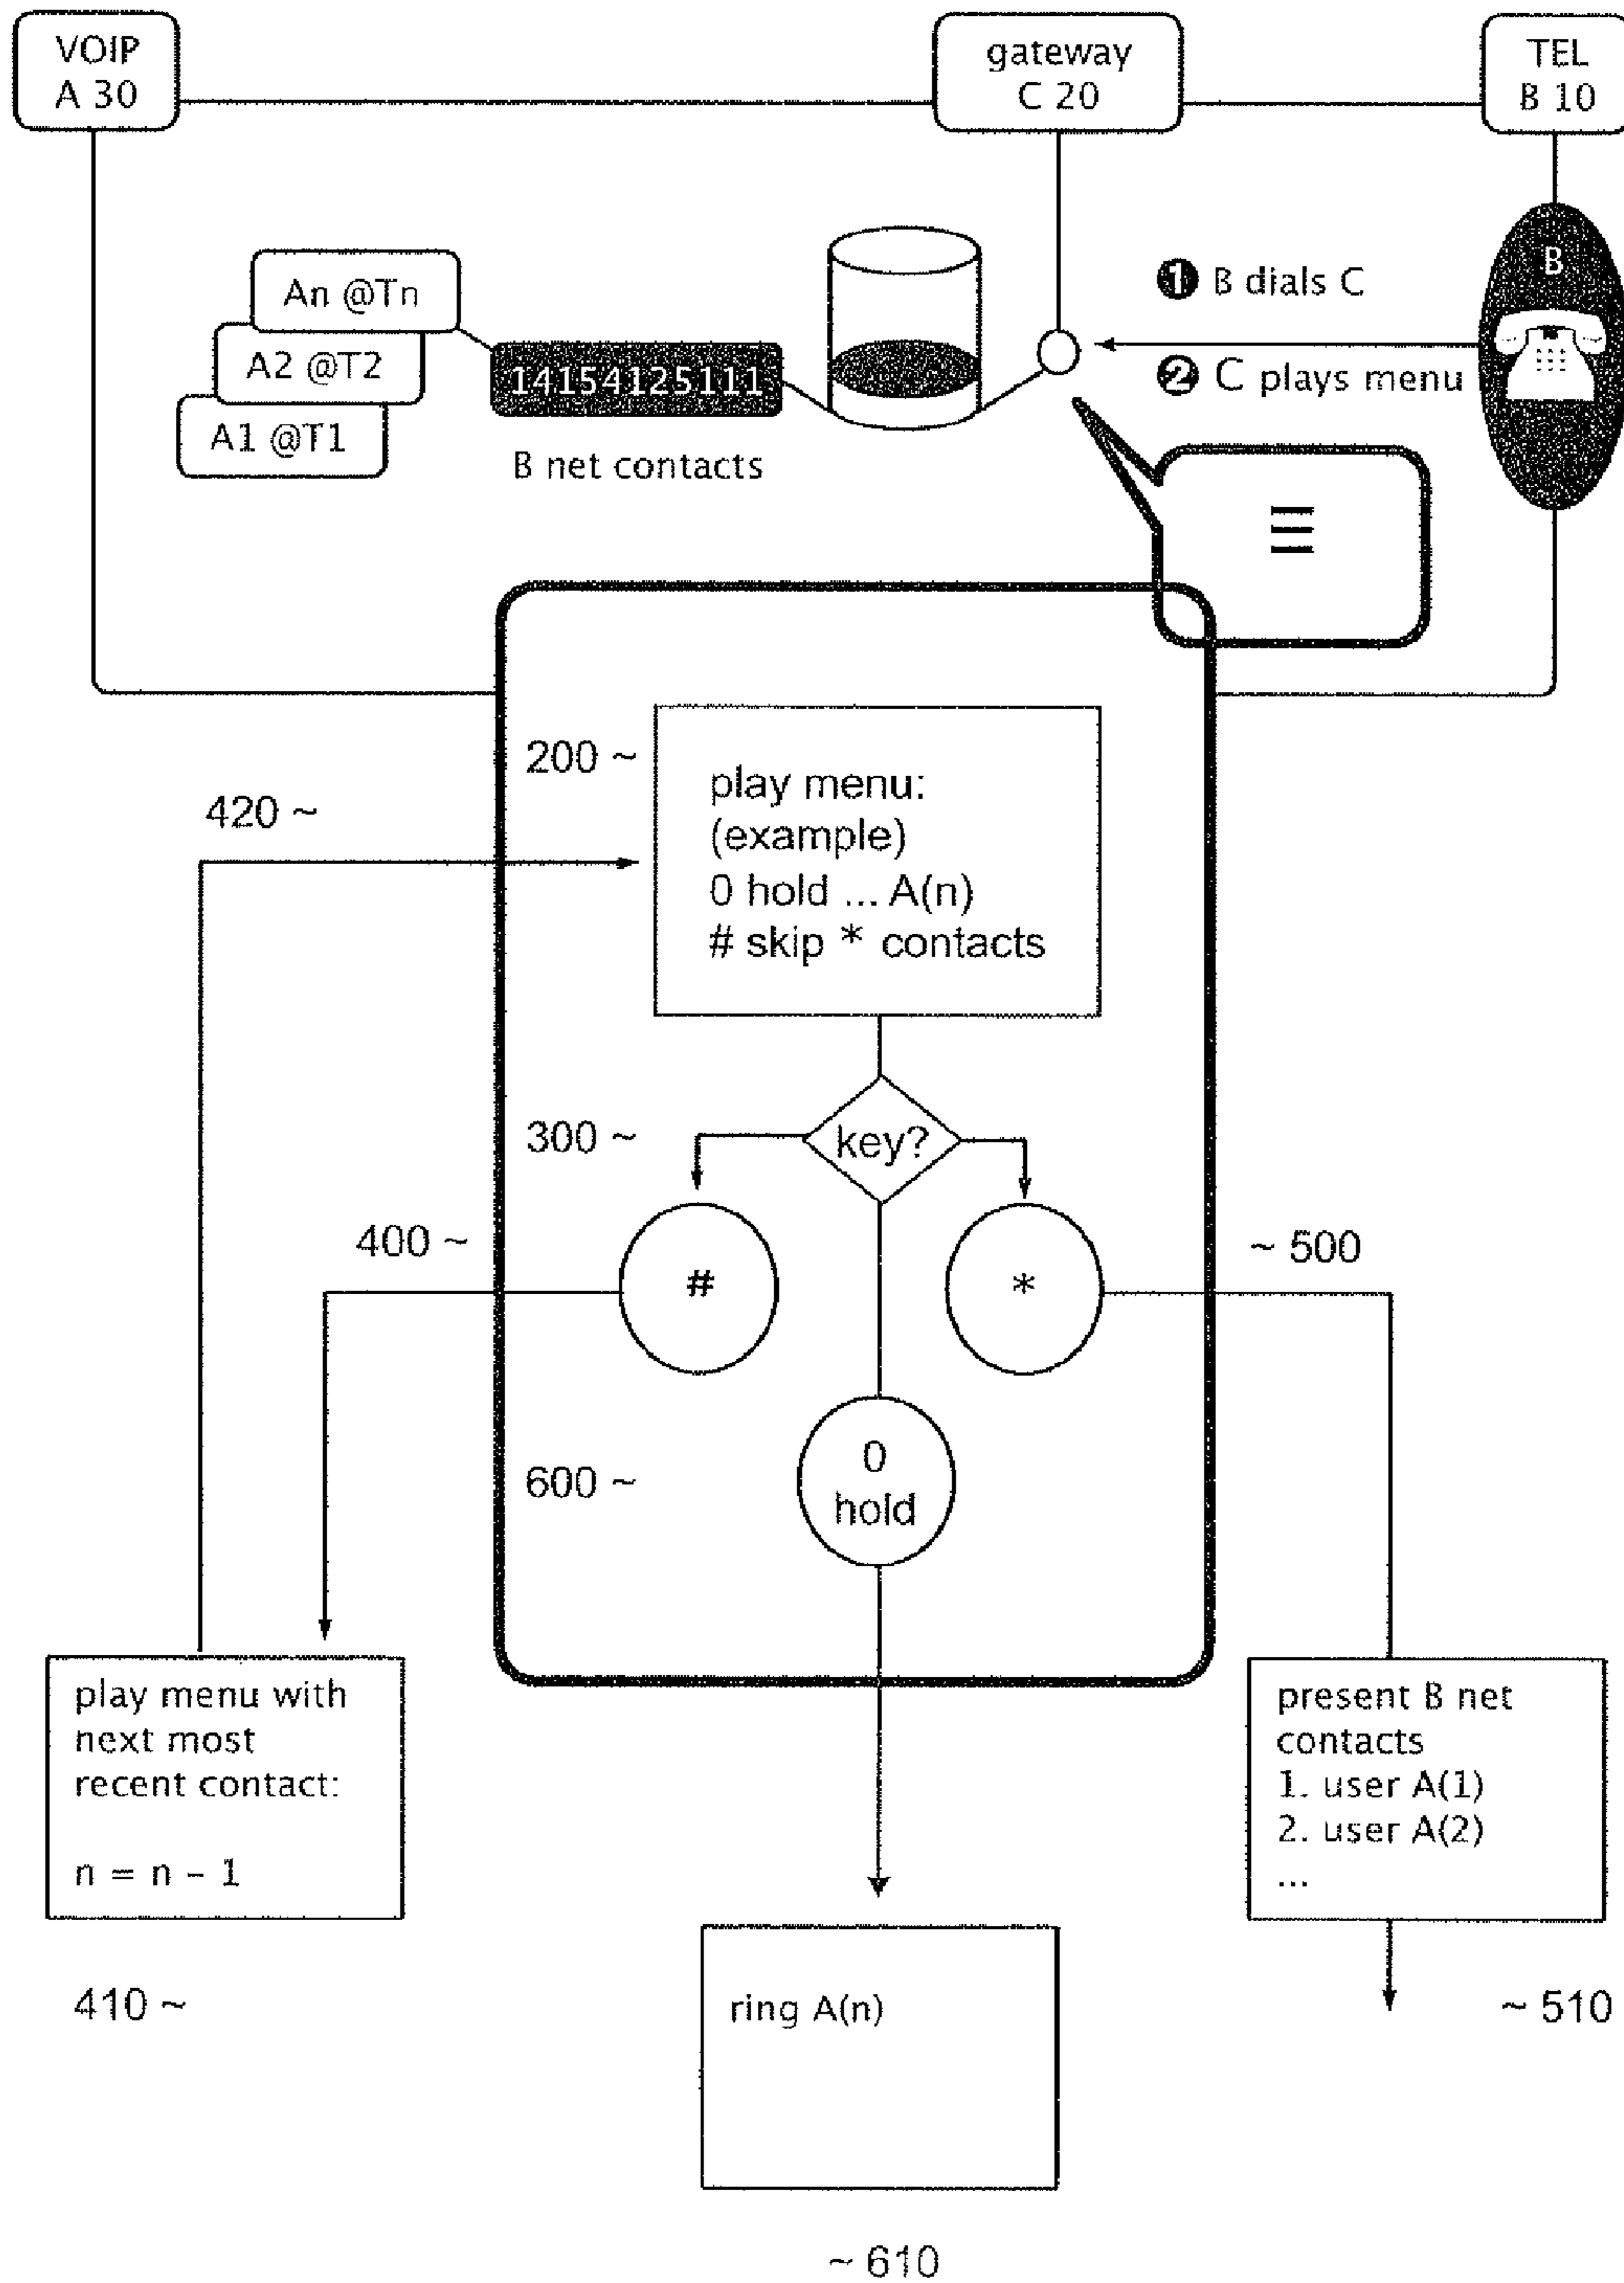 VOIP
A 30
gateway
C 20
TEL
B 10
An @Tn
A2 @T2
A1 @T1
14154125111
B net contacts
1 B dials C
2 C plays menu
B
200 ~
play menu:
(example)
0 hold ... A(n)
# skip * contacts
420 ~
300 ~
key?
400 ~
#
*
~ 500
600 ~
0
hold
play menu with
next most
recent contact:
n = n – 1
410 ~
present B net
contacts
1. user A(1)
2. user A(2)
...
~ 510
ring A(n)
~ 610